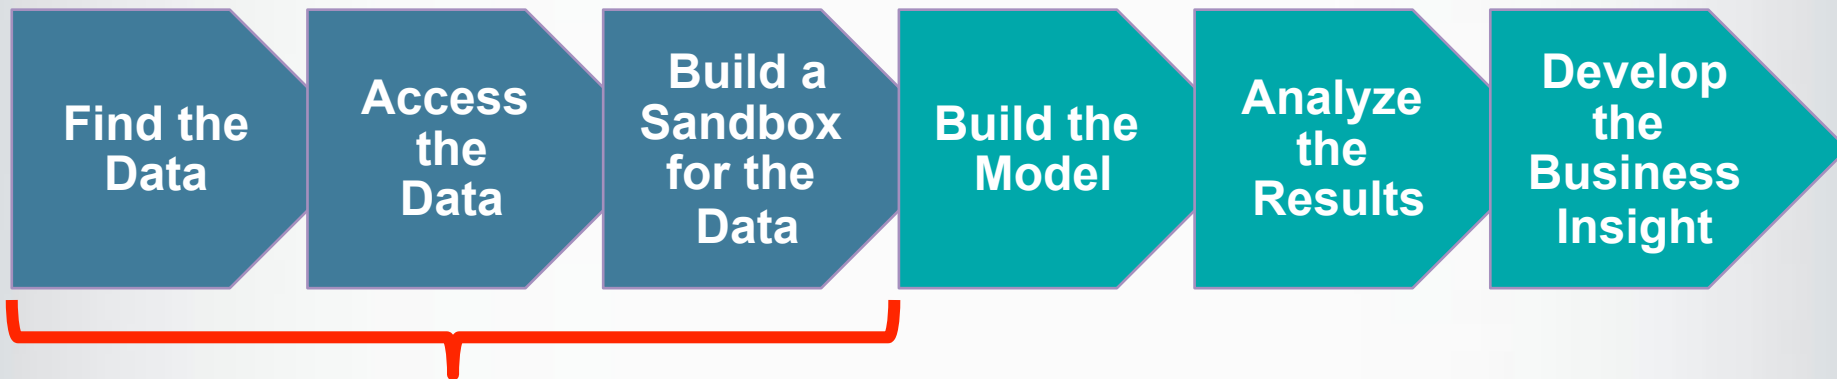 Find the
Data
Access
the
Data
Build a
Sandbox
for the
Data
Build the
Model
Analyze
the
Results
Develop
the
Business
Insight